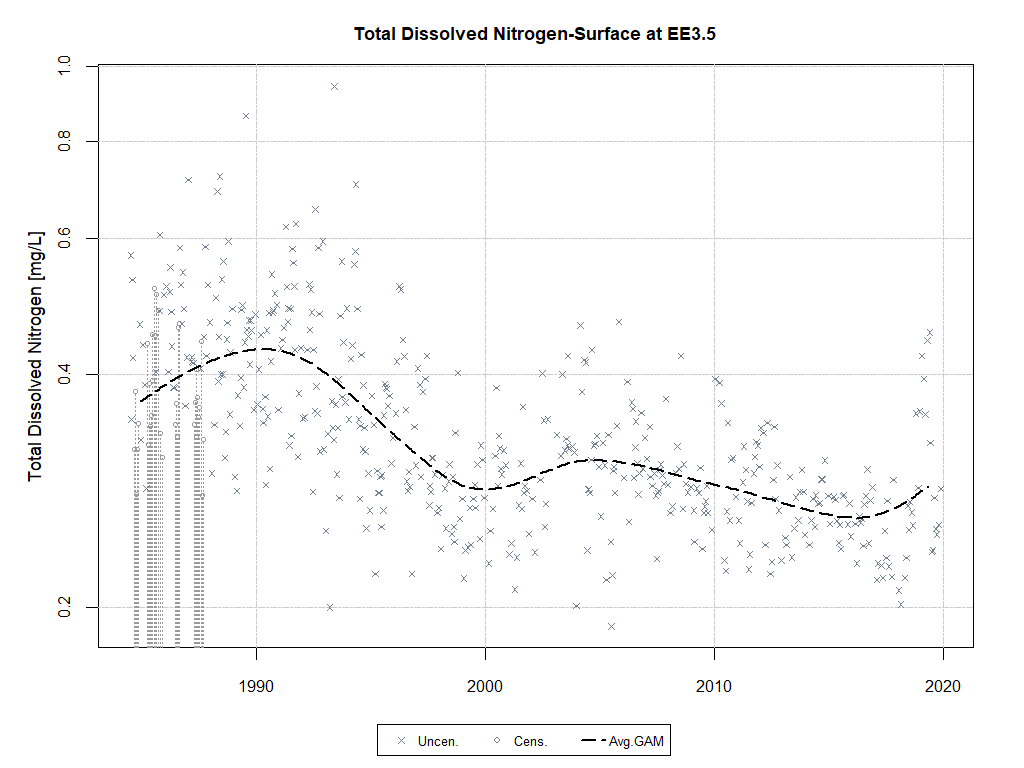 Total Dissolved Nitrogen-Surface at EE3.5
Total Dissolved Nitrogen [mg/L]
1.0
0.8
0.6
0.4
0.2
1990 2000 2010 2020
Uncen. Cens. Avg.GAM